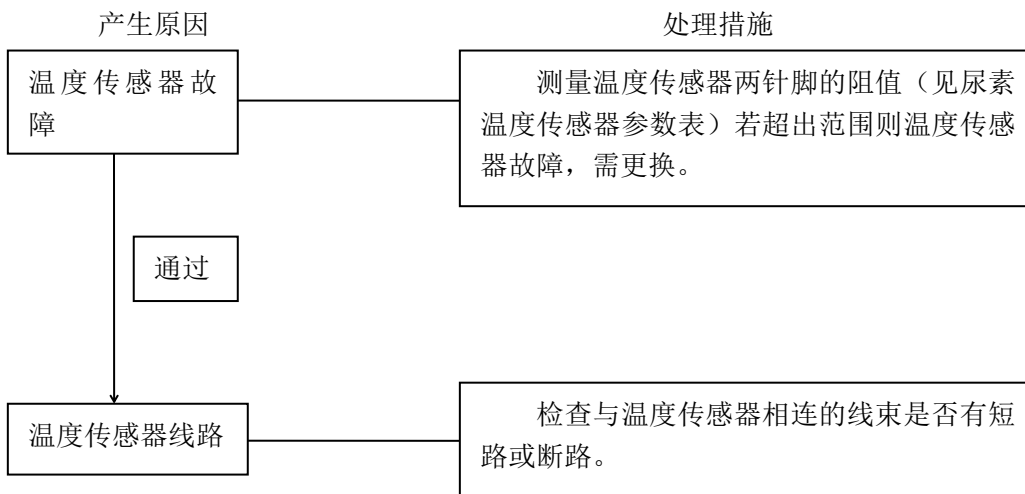 产生原因
处理措施
温度传感器故
障
测量温度传感器两针脚的阻值（见尿素
温度传感器参数表）若超出范围则温度传感
器故障，需更换。
通过
温度传感器线路
检查与温度传感器相连的线束是否有短
路或断路。